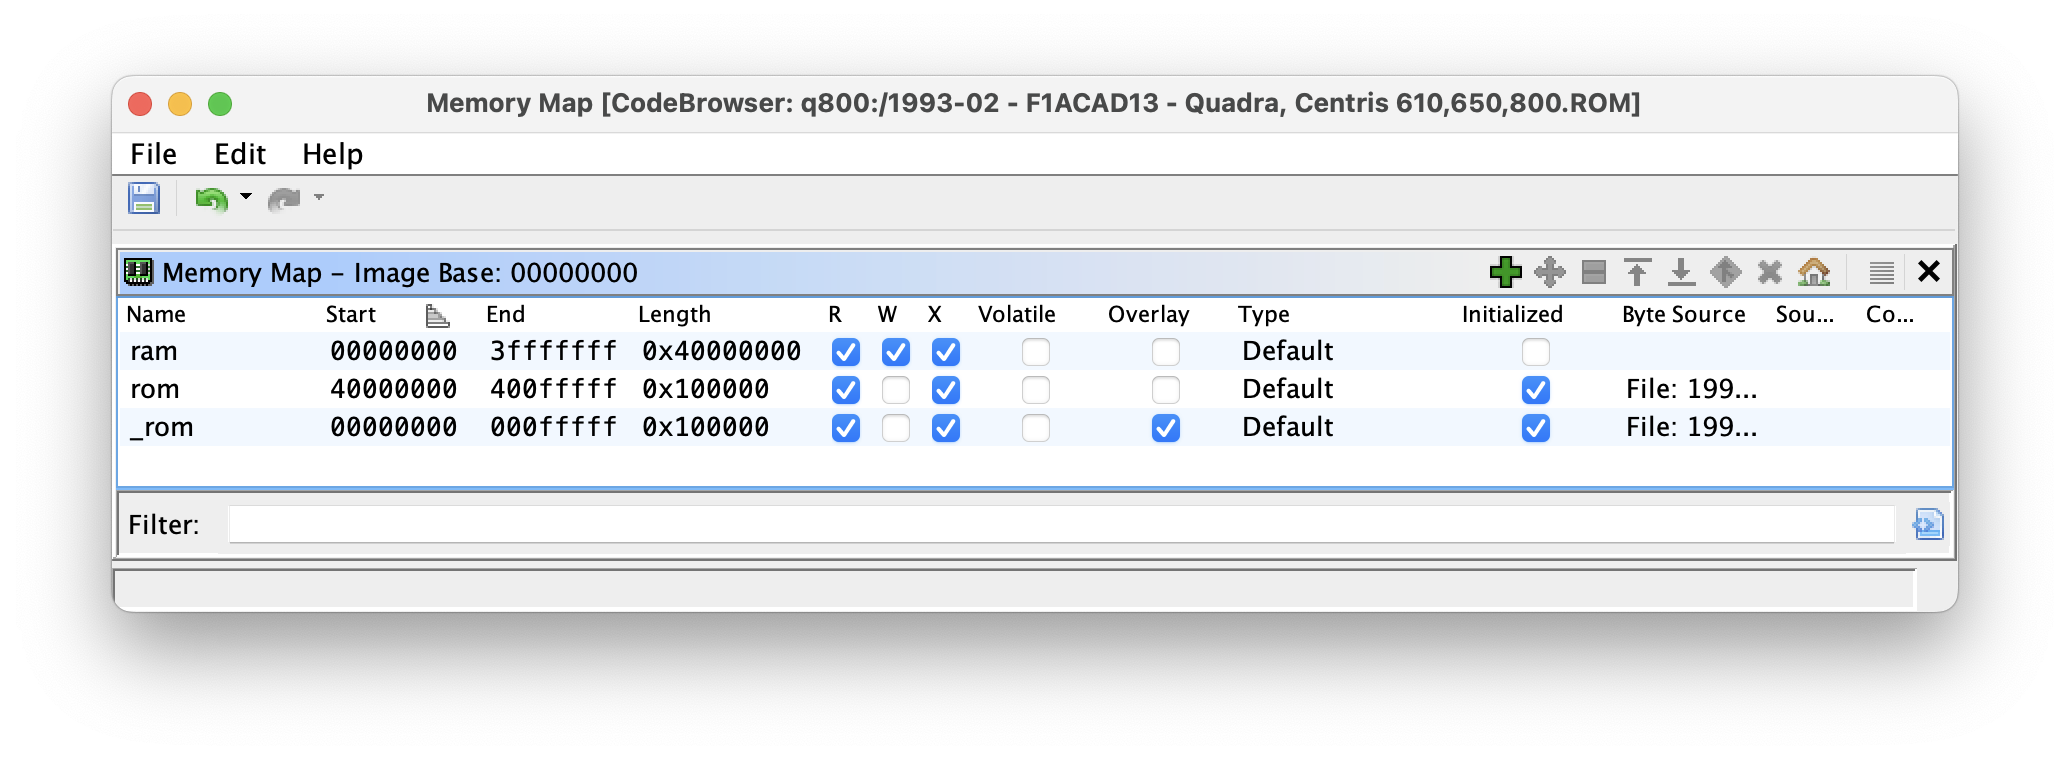 Memory Map [CodeBrowser: q800:/1993-02 - F1ACAD13 - Quadra, Centris 610,650,800.ROM]
File Edit Help
Memory Map – Image Base: 00000000
Name Start End Length R W X Volatile Overlay Type Initialized Byte Source Sou... Co...
ram 00000000 3fffffff 0x40000000 Default
rom 40000000 400fffff 0x100000 Default File: 199...
_rom 00000000 000fffff 0x100000 Default File: 199...
Filter: